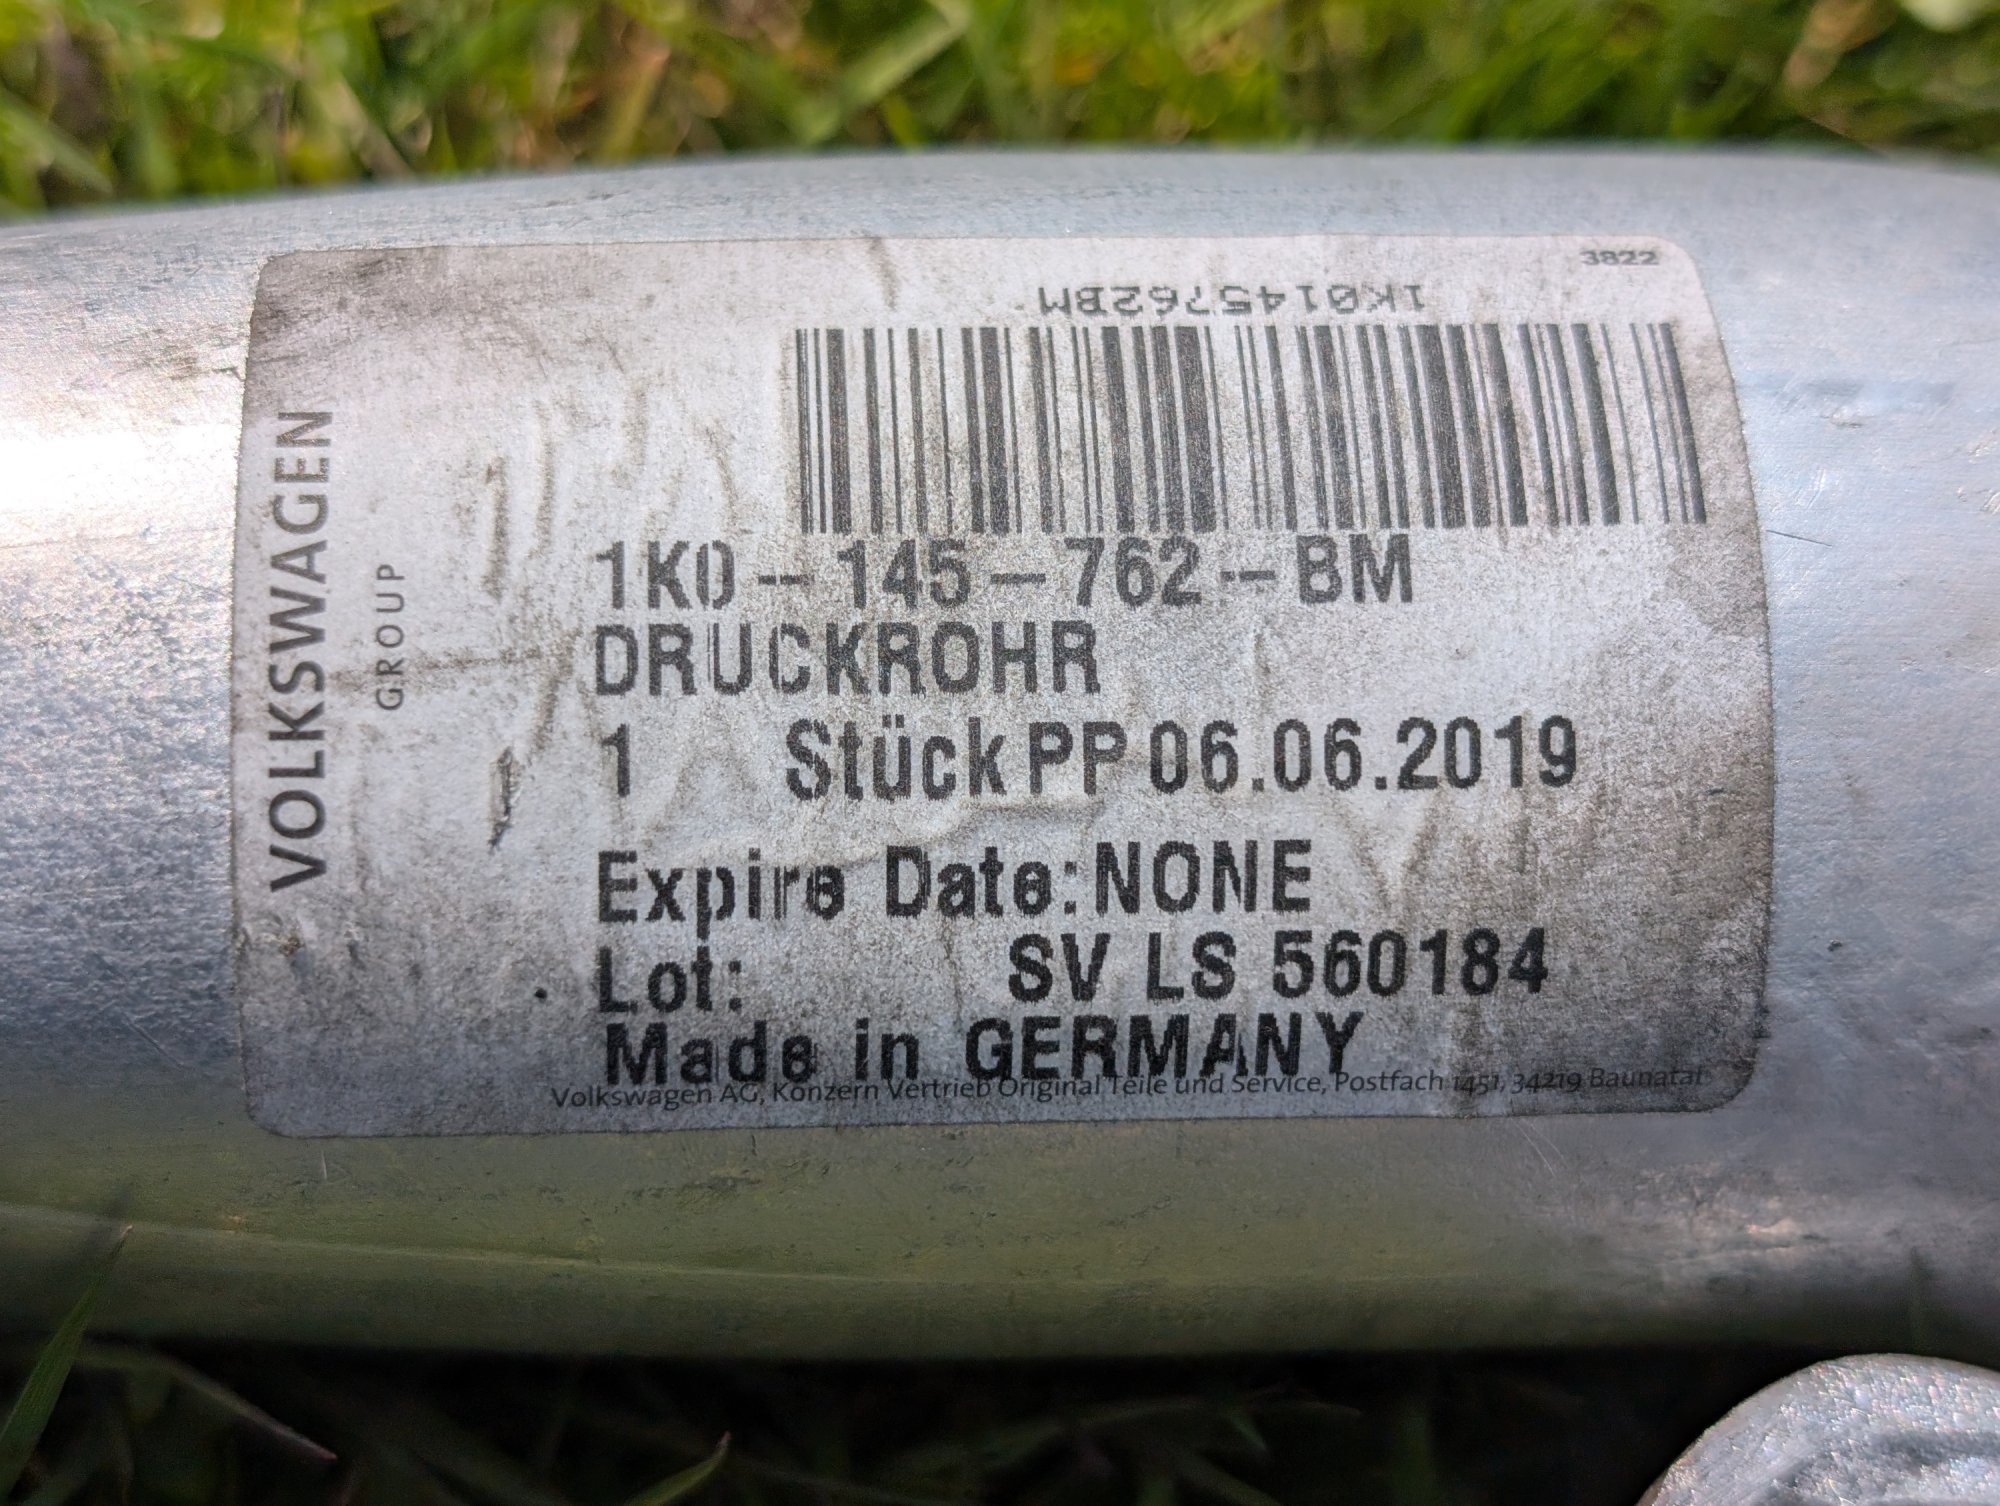 3822
1K0145762BM
VOLKSWAGEN
GROUP
1K0-145-762-BM
DRUCKROHR
1 Stück PP 06.06.2019
Expire Date:NONE
Lot: SV LS 560184
Made in GERMANY
Volkswagen AG, Konzern Vertrieb Original Teile und Service, Postfach 1451, 34219 Baunatal